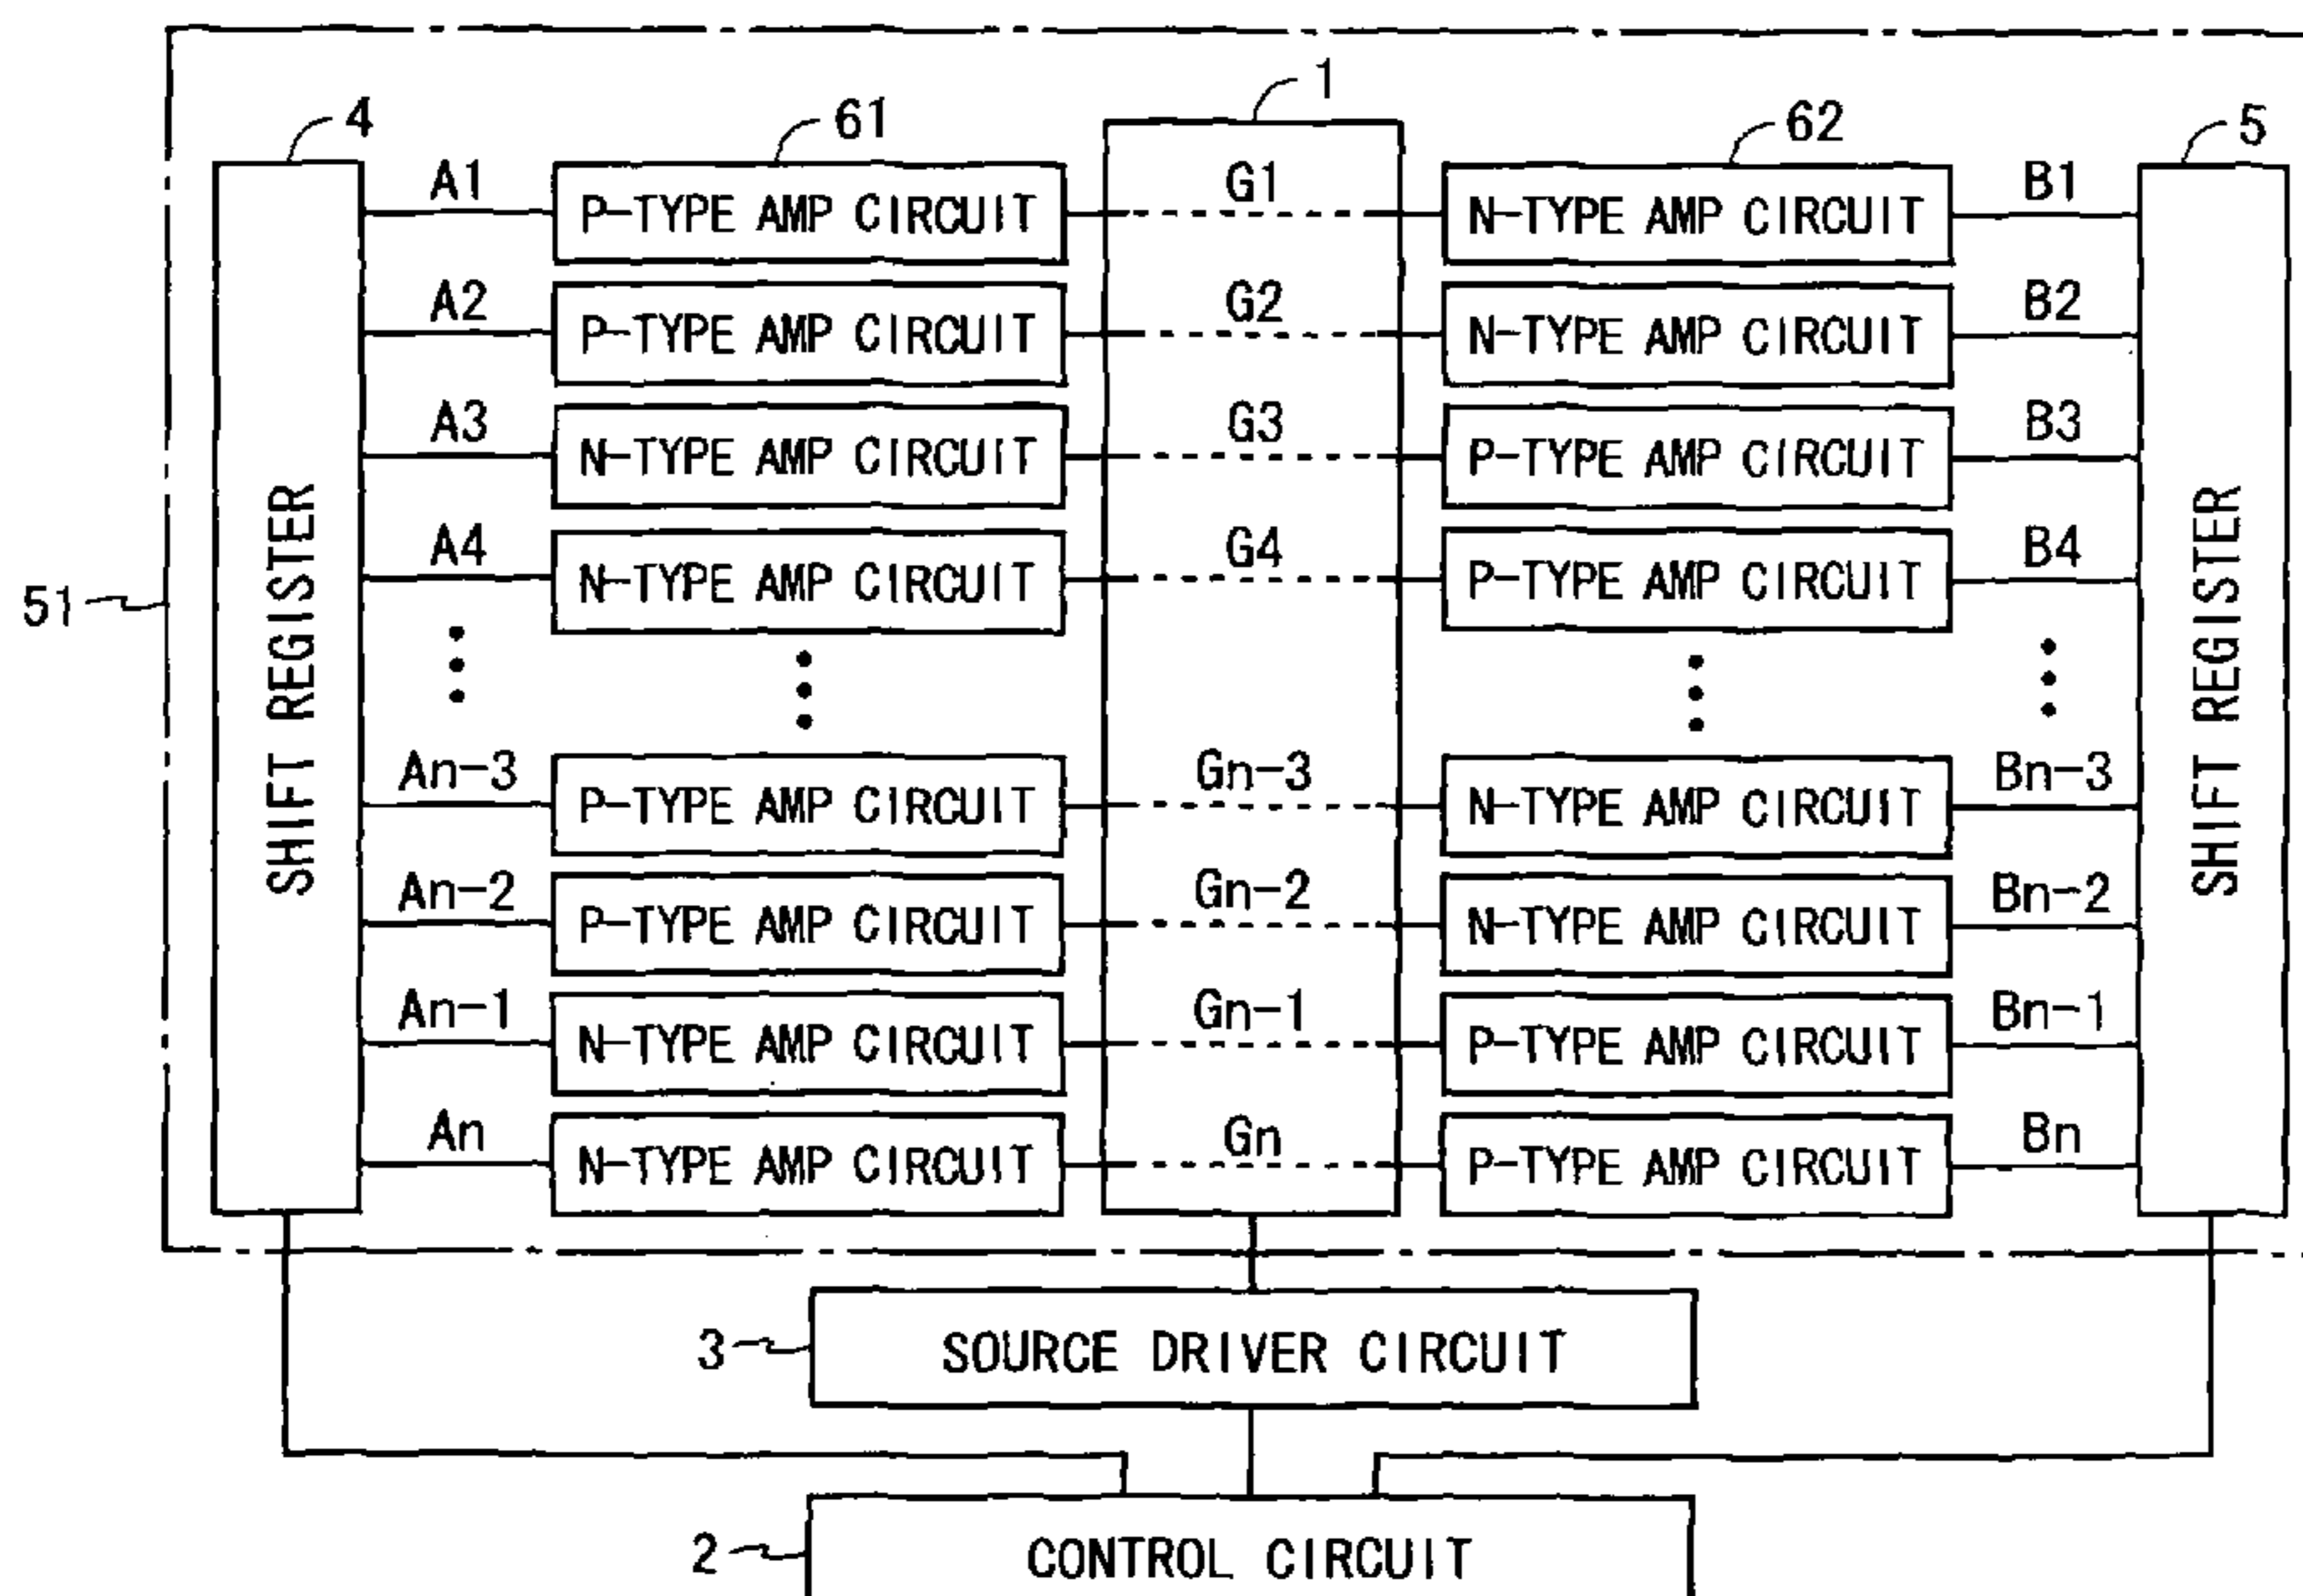 1
4 61 62 5
A1 P-TYPE AMP CIRCUIT G1 N-TYPE AMP CIRCUIT B1
A2 P-TYPE AMP CIRCUIT G2 N-TYPE AMP CIRCUIT B2
A3 N-TYPE AMP CIRCUIT G3 P-TYPE AMP CIRCUIT B3
A4 N-TYPE AMP CIRCUIT G4 P-TYPE AMP CIRCUIT B4
51
SHIFT REGISTER
SHIFT REGISTER
An-3 P-TYPE AMP CIRCUIT Gn-3 N-TYPE AMP CIRCUIT Bn-3
An-2 P-TYPE AMP CIRCUIT Gn-2 N-TYPE AMP CIRCUIT Bn-2
An-1 N-TYPE AMP CIRCUIT Gn-1 P-TYPE AMP CIRCUIT Bn-1
An N-TYPE AMP CIRCUIT Gn P-TYPE AMP CIRCUIT Bn
3 SOURCE DRIVER CIRCUIT
2 CONTROL CIRCUIT